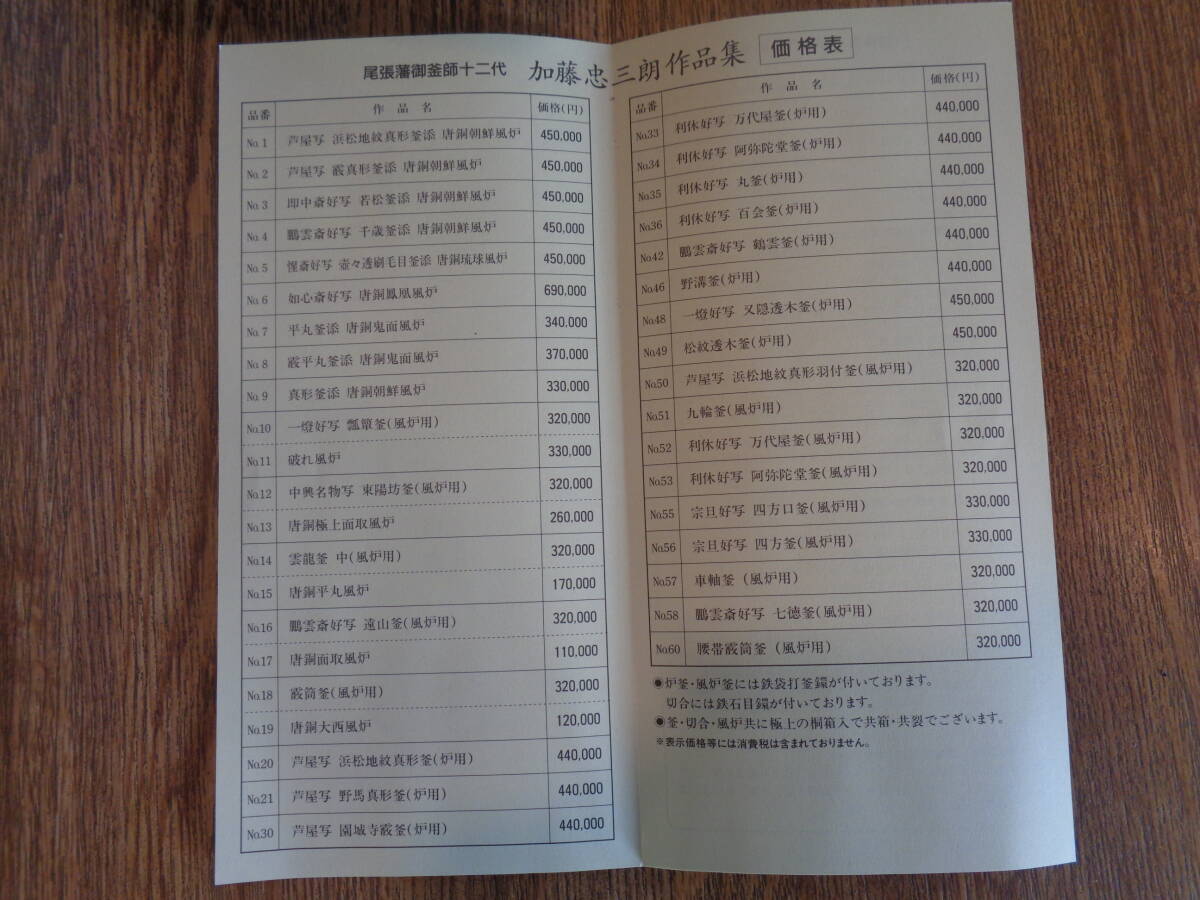 尾張藩御釜師十二代 加藤忠三朗作品集 価格表
品番 作品名 価格(円)
No.1 芦屋写 浜松地紋真形釜添 唐銅朝鮮風炉 450,000
No.2 芦屋写 霰真形釜添 唐銅朝鮮風炉 450,000
No.3 即中斎好写 若松釜添 唐銅朝鮮風炉 450,000
No.4 鵬雲斎好写 千歳釜添 唐銅朝鮮風炉 450,000
No.5 惺斎好写 壺々透刷毛目釜添 唐銅琉球風炉 450,000
No.6 如心斎好写 唐銅鳳凰風炉 690,000
No.7 平丸釜添 唐銅鬼面風炉 340,000
No.8 霰平丸釜添 唐銅鬼面風炉 370,000
No.9 真形釜添 唐銅朝鮮風炉 330,000
No.10 一燈好写 瓢箪釜(風炉用) 320,000
No.11 破れ風炉 330,000
No.12 中興名物写 東陽坊釜(風炉用) 320,000
No.13 唐銅極上面取風炉 260,000
No.14 雲龍釜 中(風炉用) 320,000
No.15 唐銅平丸風炉 170,000
No.16 鵬雲斎好写 遠山釜(風炉用) 320,000
No.17 唐銅面取風炉 110,000
No.18 霰筒釜(風炉用) 320,000
No.19 唐銅大西風炉 120,000
No.20 芦屋写 浜松地紋真形釜(炉用) 440,000
No.21 芦屋写 野馬真形釜(炉用) 440,000
No.30 芦屋写 園城寺霰釜(炉用) 440,000
品番 作品名 価格(円)
No.33 利休好写 万代屋釜(炉用) 440,000
No.34 利休好写 阿弥陀堂釜(炉用) 440,000
No.35 利休好写 丸釜(炉用) 440,000
No.36 利休好写 百会釜(炉用) 440,000
No.42 鵬雲斎好写 鶴雲釜(炉用) 440,000
No.46 野溝釜(炉用) 440,000
No.48 一燈好写 又隠透木釜(炉用) 450,000
No.49 松紋透木釜(炉用) 450,000
No.50 芦屋写 浜松地紋真形羽付釜(風炉用) 320,000
No.51 九輪釜(風炉用) 320,000
No.52 利休好写 万代屋釜(風炉用) 320,000
No.53 利休好写 阿弥陀堂釜(風炉用) 320,000
No.55 宗旦好写 四方口釜(風炉用) 330,000
No.56 宗旦好写 四方釜(風炉用) 330,000
No.57 車軸釜 (風炉用) 320,000
No.58 鵬雲斎好写 七徳釜(風炉用) 320,000
No.60 腰帯霰筒釜 (風炉用) 320,000
◉炉釜・風炉釜には鉄袋打釜鐶が付いております。
切合には鉄石目鐶が付いております。
◉釜・切合・風炉共に極上の桐箱入で共箱・共裂でございます。
※表示価格等には消費税は含まれておりません。